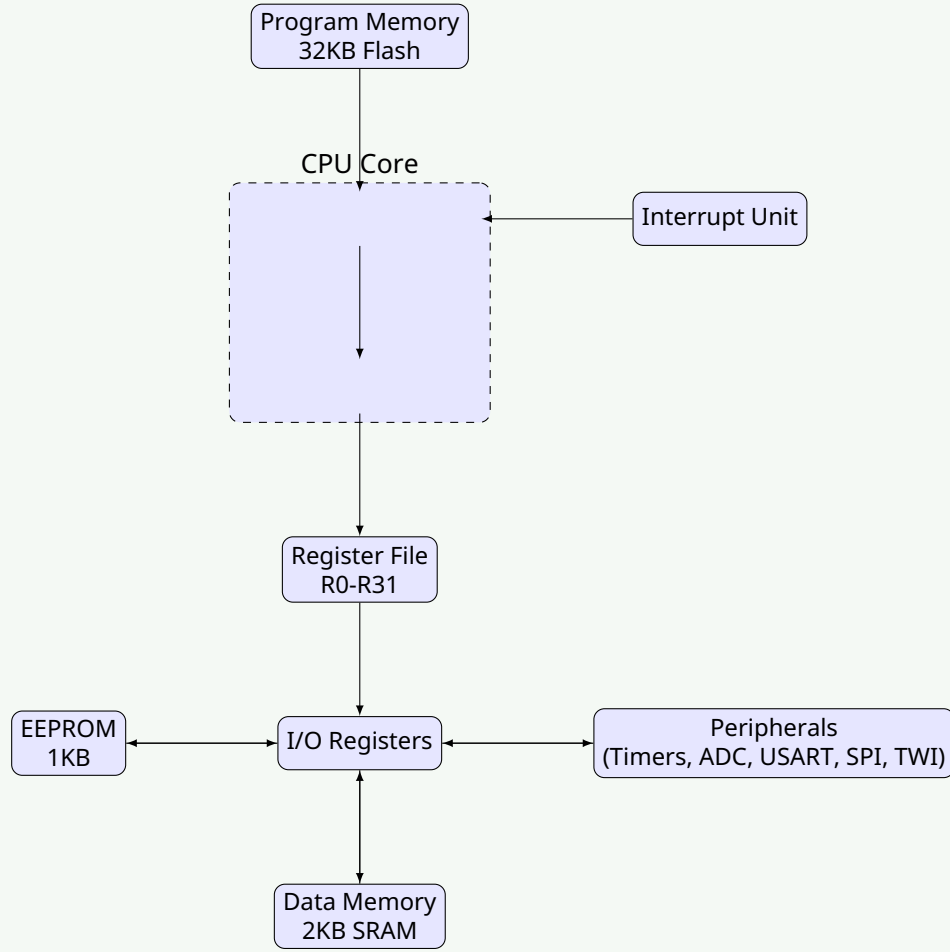 Program Memory
32KB Flash
CPU Core
Interrupt Unit
Register File
R0-R31
EEPROM
1KB
I/O Registers
Peripherals
(Timers, ADC, USART, SPI, TWI)
Data Memory
2KB SRAM